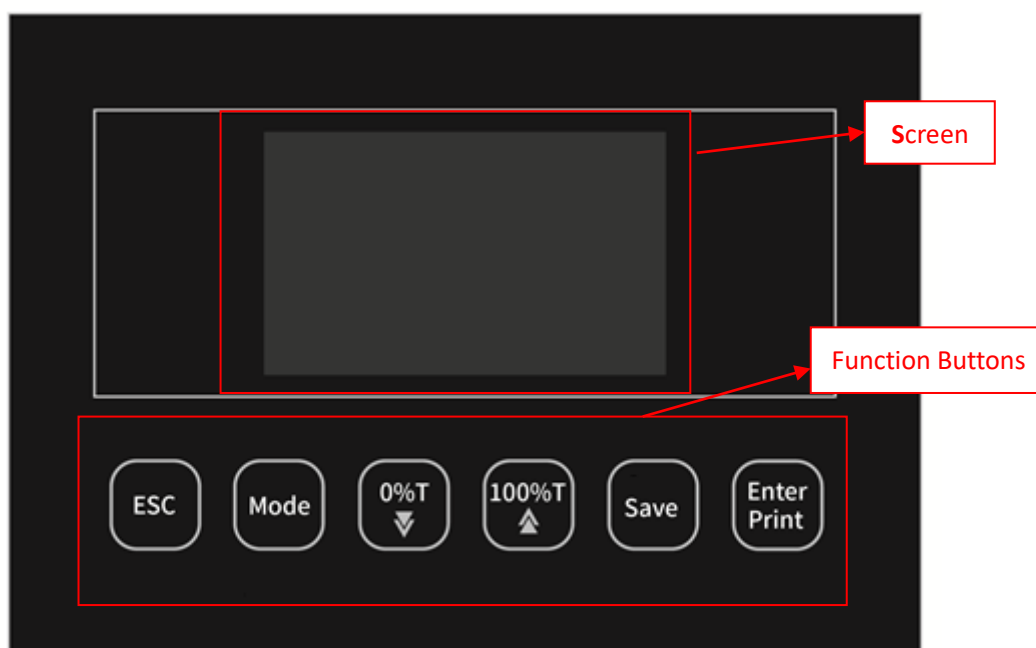 Screen
Function Buttons
ESC
Mode
0%T
100%T
Save
Enter
Print